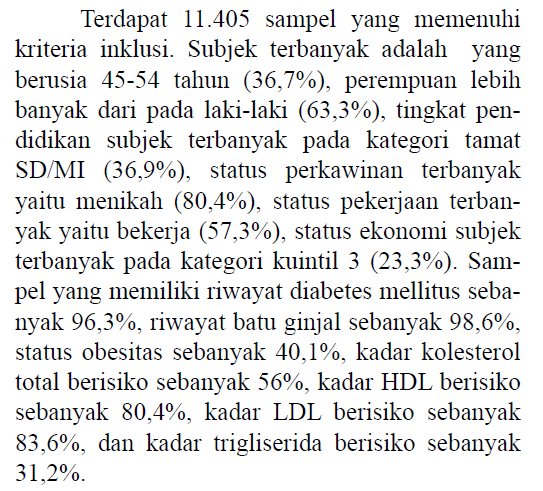 Terdapat 11.405 sampel yang memenuhi
kriteria inklusi. Subjek terbanyak adalah yang
berusia 45-54 tahun (36,7%), perempuan lebih
banyak dari pada laki-laki (63,3%), tingkat pen-
didikan subjek terbanyak pada kategori tamat
SD/MI (36,9%), status perkawinan terbanyak
yaitu menikah (80,4%), status pekerjaan terban-
yak yaitu bekerja (57,3%), status ekonomi subjek
terbanyak pada kategori kuintil 3 (23,3%). Sam-
pel yang memiliki riwayat diabetes mellitus seba-
nyak 96,3%, riwayat batu ginjal sebanyak 98,6%,
status obesitas sebanyak 40,1%, kadar kolesterol
total berisiko sebanyak 56%, kadar HDL berisiko
sebanyak 80,4%, kadar LDL berisiko sebanyak
83,6%, dan kadar trigliserida berisiko sebanyak
31,2%.